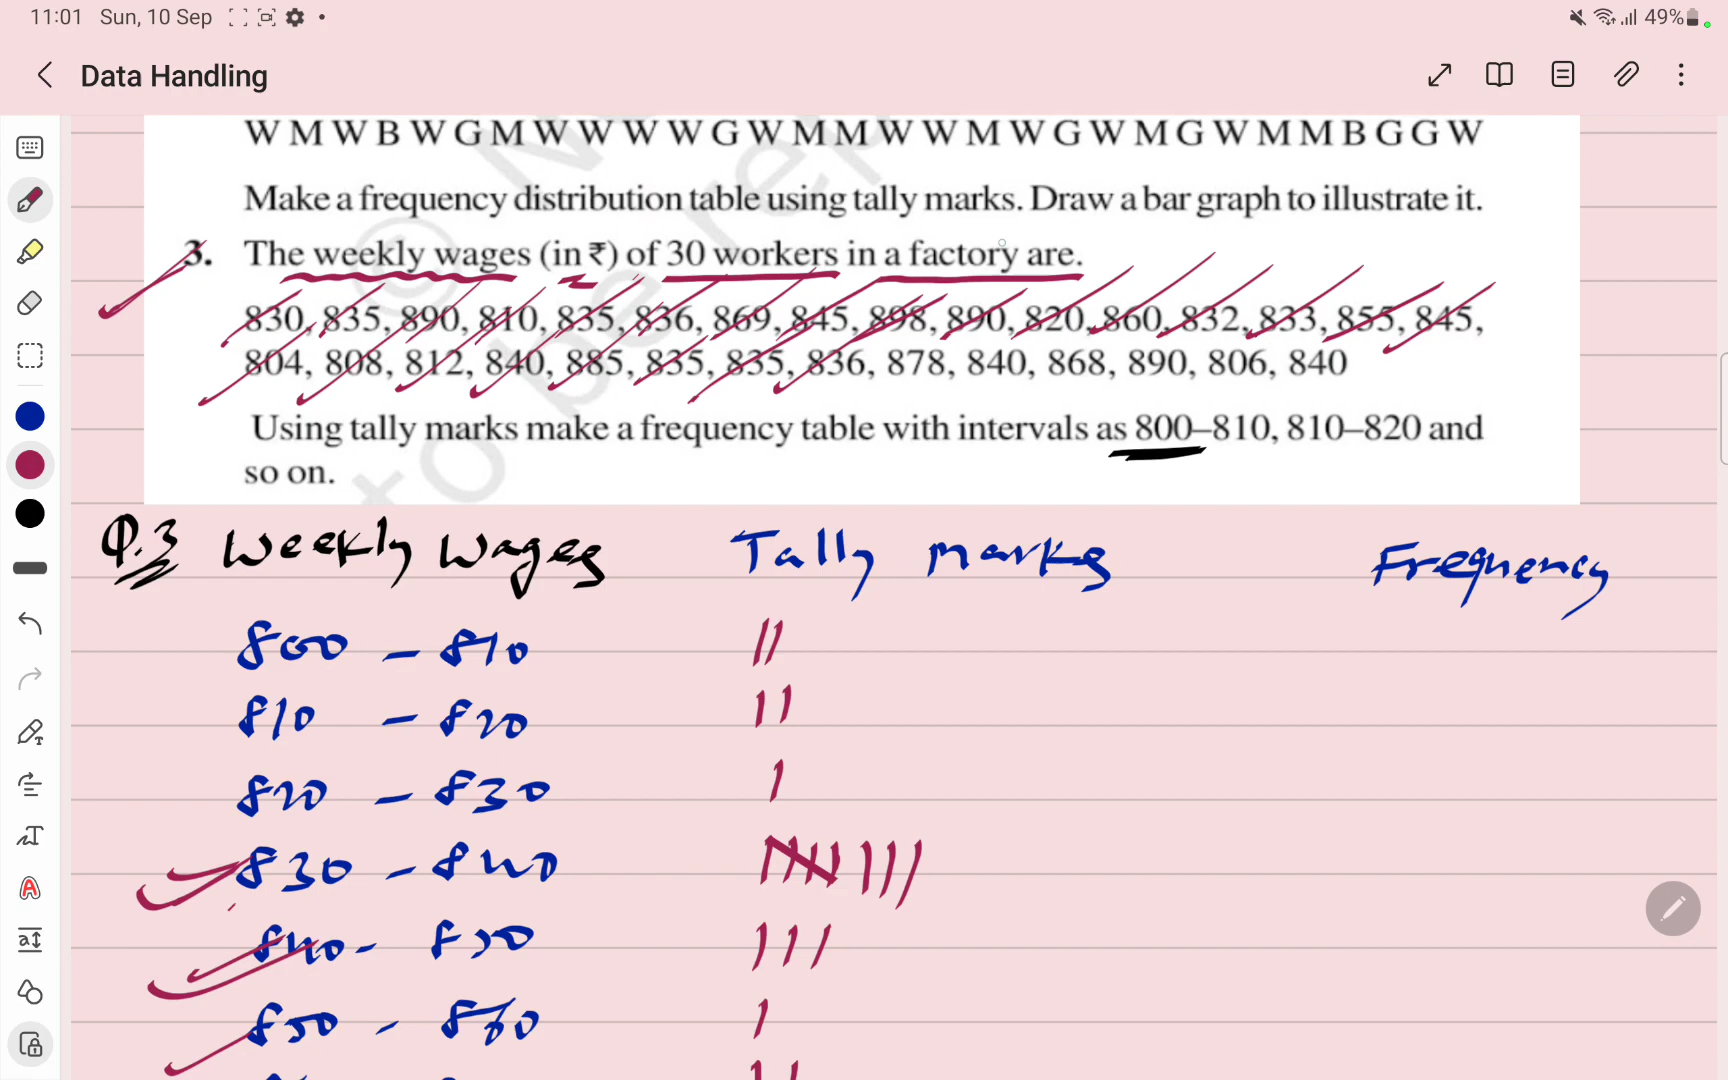 11:01 Sun, 10 Sep 49%
Data Handling
W M W B W G M W W W W G W M M W W M W G W M G W M M B G G W
Make a frequency distribution table using tally marks. Draw a bar graph to illustrate it.
3. The weekly wages (in ₹) of 30 workers in a factory are.
830, 835, 890, 810, 835, 836, 869, 845, 898, 890, 820, 860, 832, 833, 855, 845,
804, 808, 812, 840, 885, 835, 835, 836, 878, 840, 868, 890, 806, 840
Using tally marks make a frequency table with intervals as 800–810, 810–820 and
so on.
Q.3 Weekly Wages Tally Marks Frequency
800 - 810
810 - 820
820 - 830
830 - 840
840 - 850
850 - 860